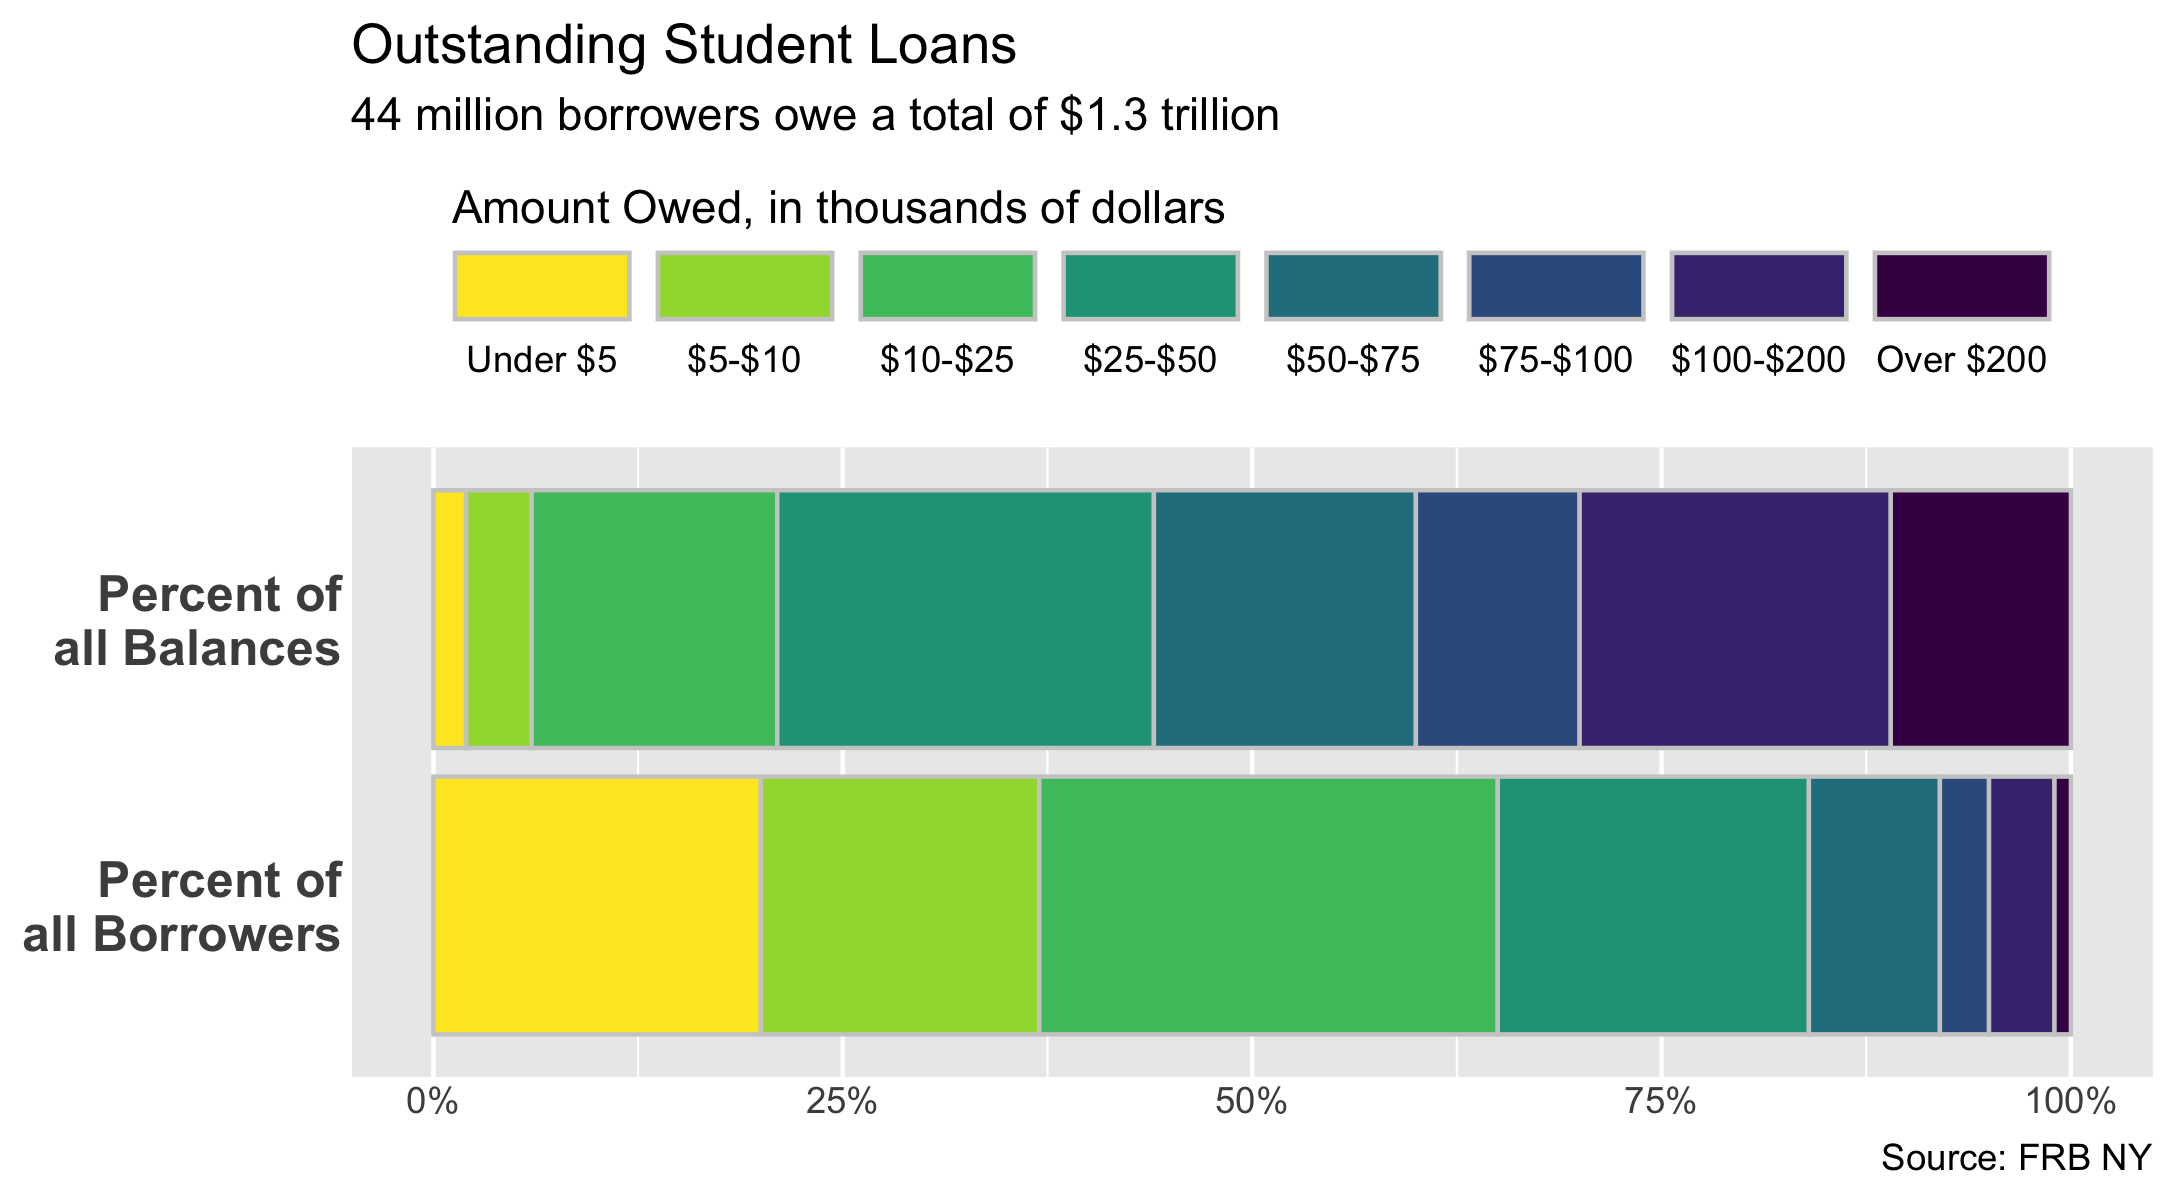 Outstanding Student Loans
44 million borrowers owe a total of $1.3 trillion
Amount Owed, in thousands of dollars
Under $5 $5-$10 $10-$25 $25-$50 $50-$75 $75-$100 $100-$200 Over $200
Percent of
all Balances
Percent of
all Borrowers
0% 25% 50% 75% 100%
Source: FRB NY